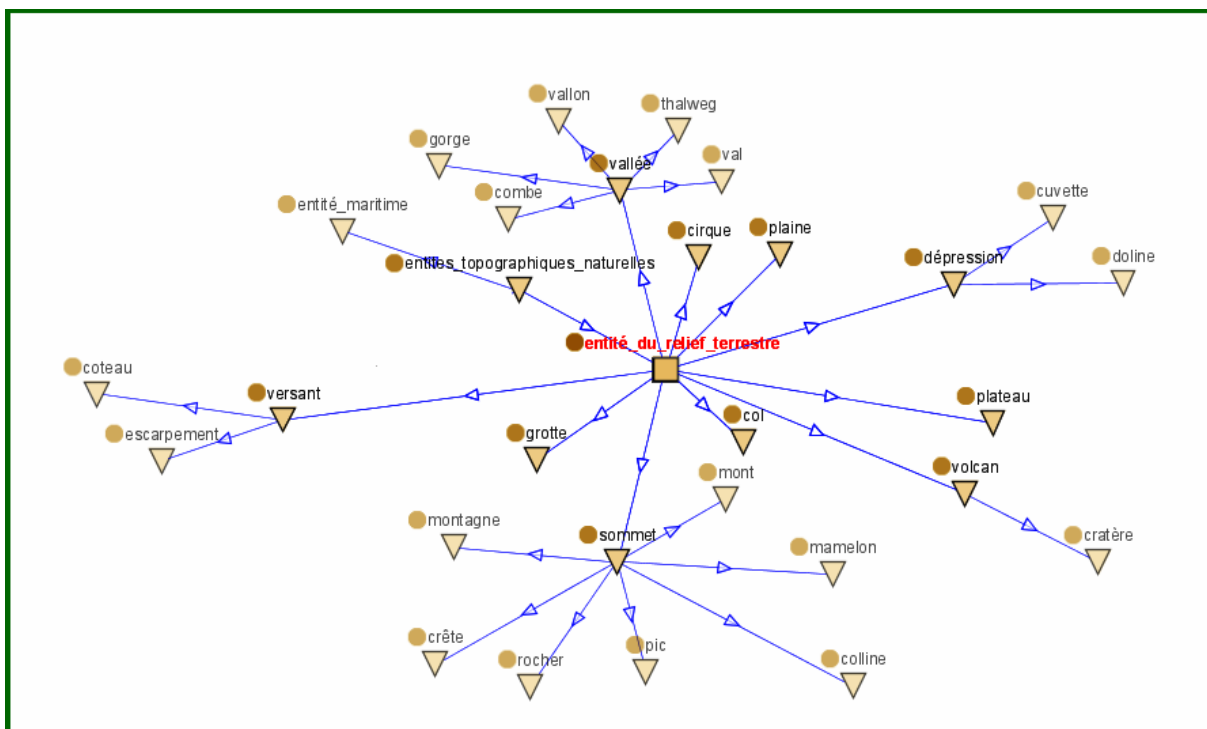 vallon
thalweg
gorge
vallée
val
combe
cuvette
entité_maritime
cirque
plaine
dépression
doline
entites_topographiques_naturelles
entité_du_relief_terrestre
coteau
versant
plateau
col
escarpement
grotte
volcan
mont
montagne
sommet
cratère
mamelon
crête
rocher
pic
colline